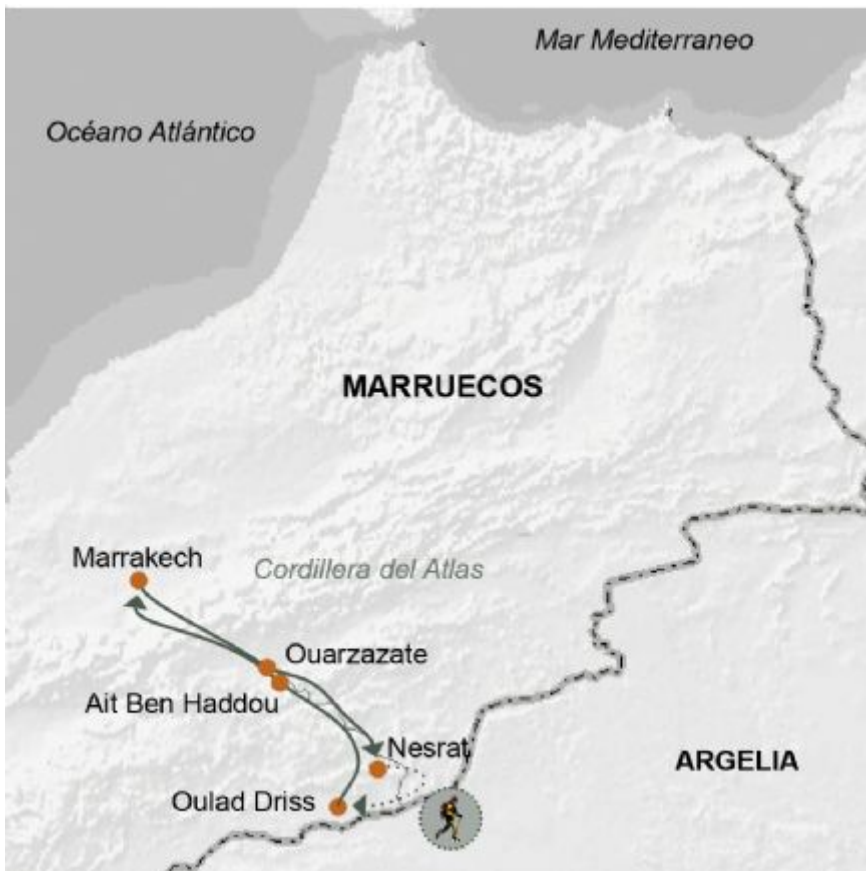 Mar Mediterraneo
Océano Atlántico
MARRUECOS
Marrakech
Cordillera del Atlas
Ouarzazate
Ait Ben Haddou
Nesrat
ARGELIA
Oulad Driss